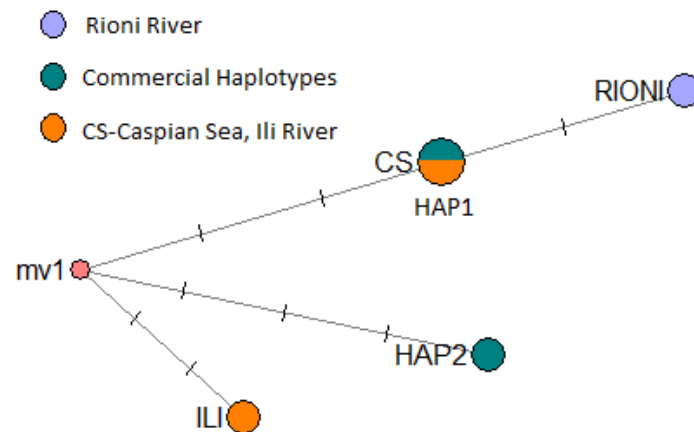 Rioni River
Commercial Haplotypes
CS-Caspian Sea, Ili River
RIONI
CS
HAP1
mv1
HAP2
ILI